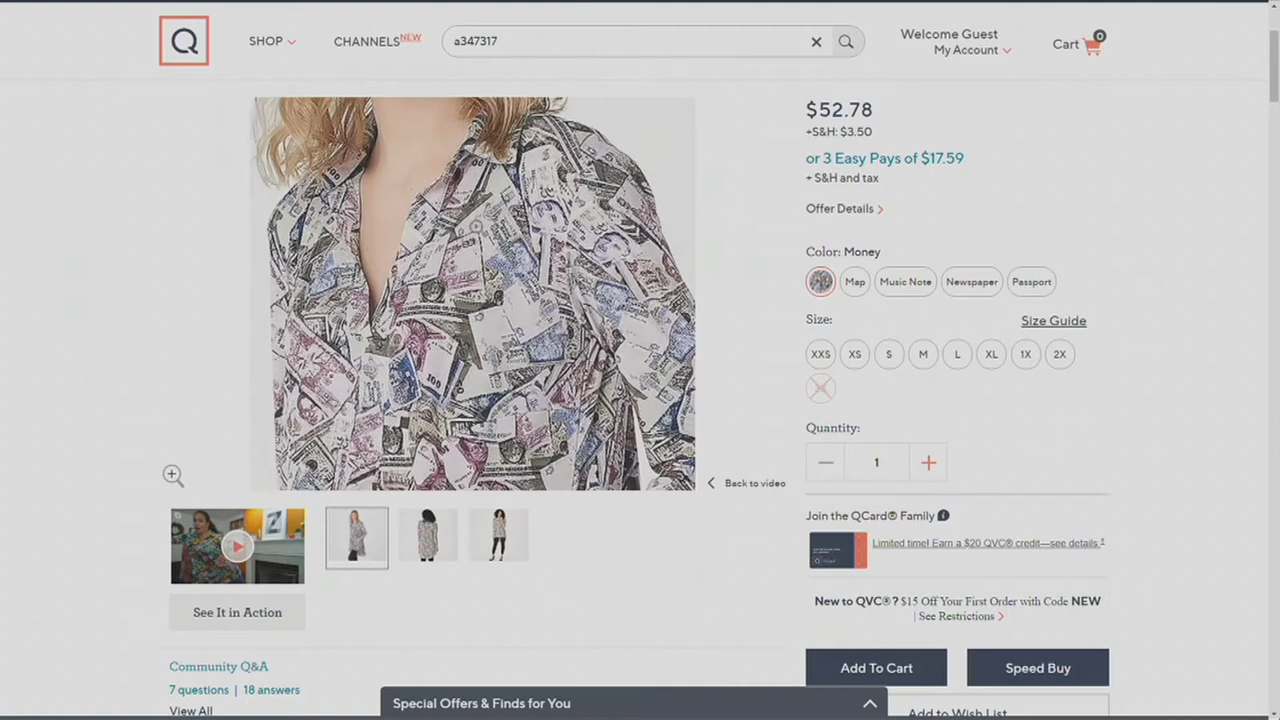 Q
SHOP
CHANNELS NEW
a347317
Welcome Guest
My Account
Cart 0
$52.78
+S&H: $3.50
or 3 Easy Pays of $17.59
+ S&H and tax
Offer Details
Color: Money
Map
Music Note
Newspaper
Passport
Size:
Size Guide
XXS
XS
S
M
L
XL
1X
2X
Quantity:
1
Back to video
Join the QCard® Family
Limited time! Earn a $20 QVC® credit—see details.‡
See It in Action
New to QVC®? $15 Off Your First Order with Code NEW
| See Restrictions
Community Q&A
7 questions | 18 answers
View All
Add To Cart
Speed Buy
Special Offers & Finds for You
Add to Wish List